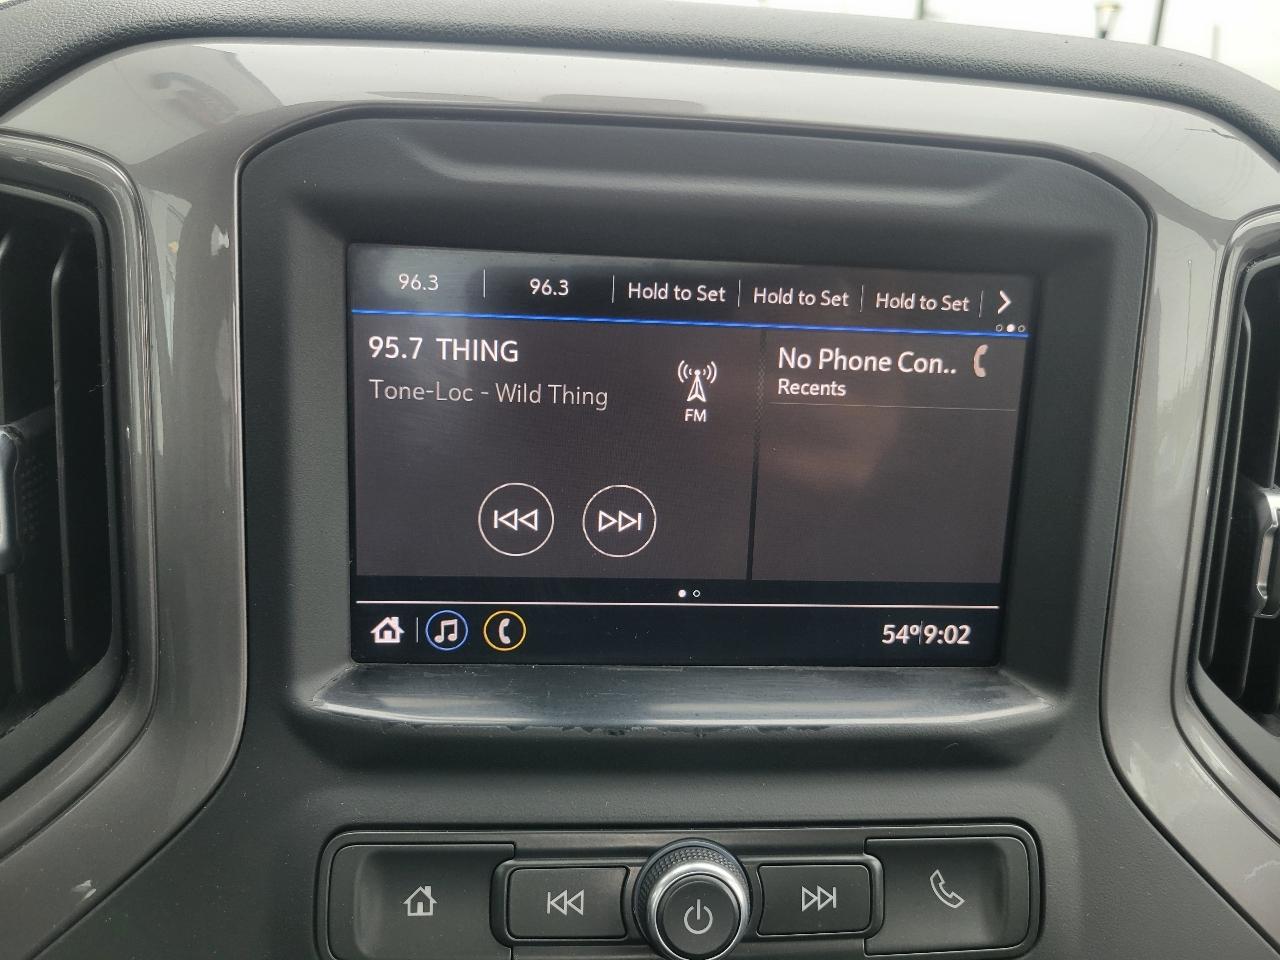 96.3 96.3 Hold to Set Hold to Set Hold to Set
95.7 THING
Tone-Loc - Wild Thing
FM
No Phone Con..
Recents
54° 9:02